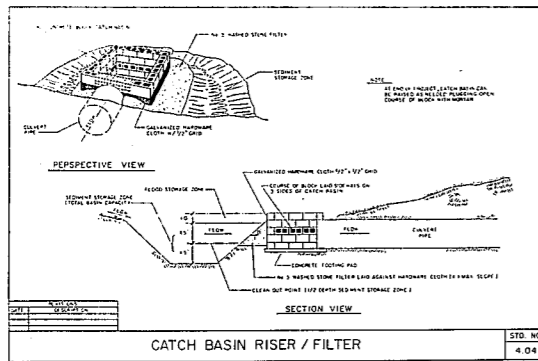 CONCRETE BLOCK CATCH BASIN
No 5 WASHED STONE FILTER
SEDIMENT
STORAGE
ZONE
NOTE
AT END OF PROJECT, CATCH BASIN CAN
BE RAISED AS NEEDED PLUGGING OPEN
COURSE OF BLOCK WITH MORTAR
CULVERT
PIPE
GALVANIZED HARDWARE
CLOTH W/ 1/2" GRID
PERSPECTIVE VIEW
GALVANIZED HARDWARE CLOTH 1/2" x 1/2" GRID
COURSE OF BLOCK LAID SIDEWAYS ON
3 SIDES OF CATCH BASIN
FLOOD STORAGE ZONE
SEDIMENT STORAGE ZONE
(TOTAL BASIN CAPACITY)
FLOW
FLOW
FLOW
CULVERT
PIPE
CONCRETE FOOTING PAD
No 5 WASHED STONE FILTER LAID AGAINST HARDWARE CLOTH
CLEAN OUT POINT (1/2 DEPTH SEDIMENT STORAGE ZONE)
SECTION VIEW
REVISIONS
DATE DESCRIPTION
CATCH BASIN RISER / FILTER
STD. NO
4.04